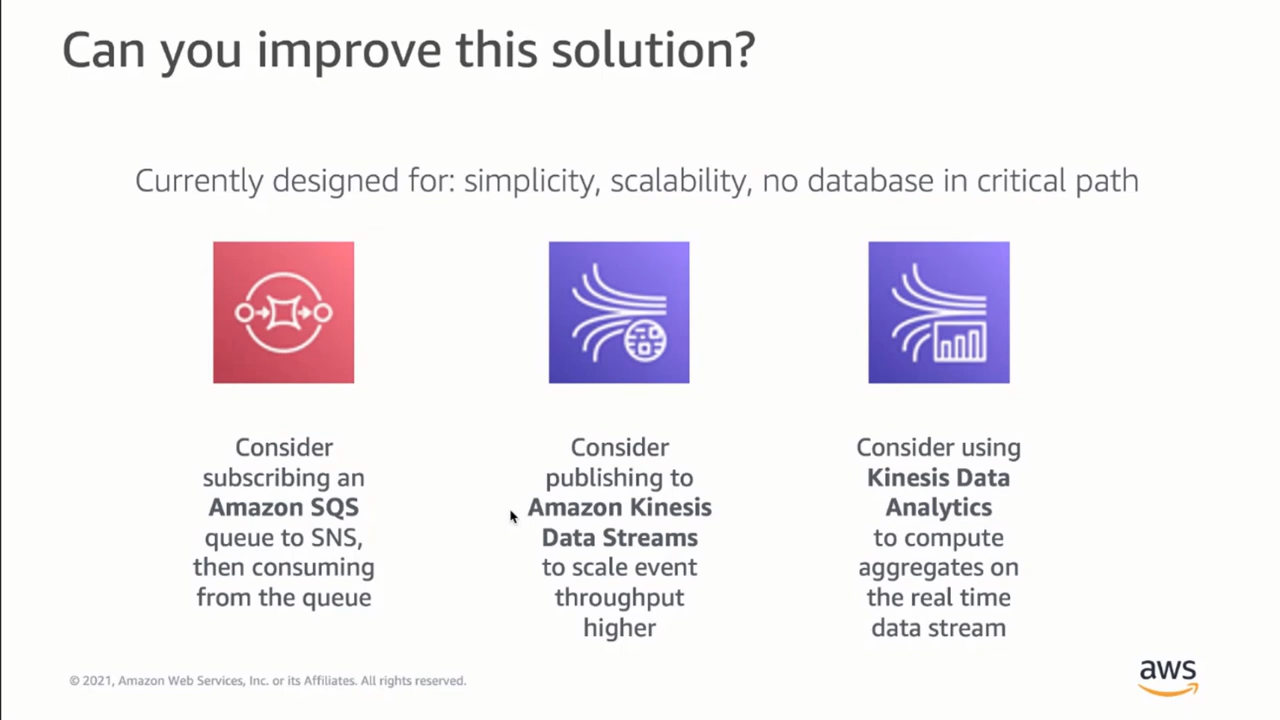 Can you improve this solution?
Currently designed for: simplicity, scalability, no database in critical path
Consider
subscribing an
Amazon SQS
queue to SNS,
then consuming
from the queue
Consider
publishing to
Amazon Kinesis
Data Streams
to scale event
throughput
higher
Consider using
Kinesis Data
Analytics
to compute
aggregates on
the real time
data stream
© 2021, Amazon Web Services, Inc. or its Affiliates. All rights reserved.
aws